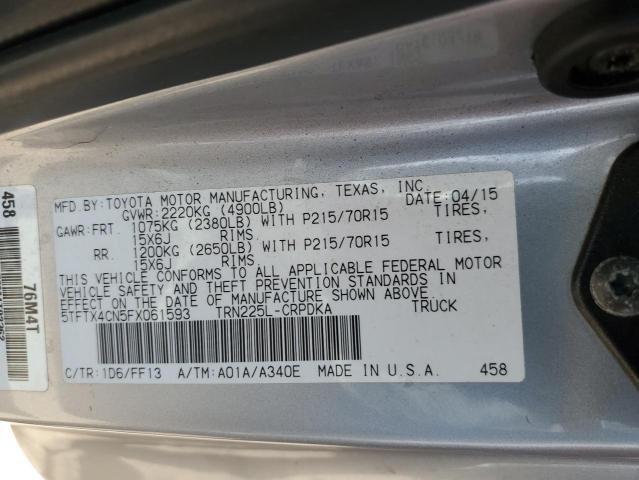 MFD.BY:TOYOTA MOTOR MANUFACTURING, TEXAS, INC. DATE:04/15
GVWR:2220KG (4900LB)
GAWR:FRT. 1075KG (2380LB) WITH P215/70R15 TIRES,
15X6J RIMS
RR. 1200KG (2650LB) WITH P215/70R15 TIRES,
15X6J RIMS
THIS VEHICLE CONFORMS TO ALL APPLICABLE FEDERAL MOTOR
VEHICLE SAFETY AND THEFT PREVENTION STANDARDS IN
EFFECT ON THE DATE OF MANUFACTURE SHOWN ABOVE.
5TFTX4CN5FX061593 TRN225L-CRPDKA TRUCK
C/TR:1D6/FF13 A/TM:A01A/A340E MADE IN U.S.A. 458
458
76M4T